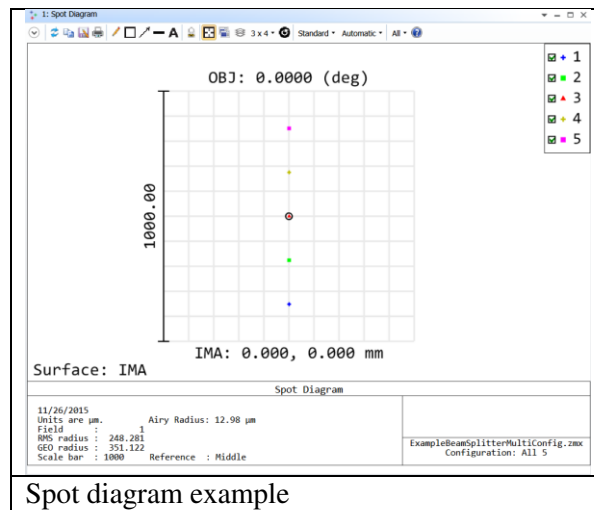 1: Spot Diagram
3 x 4 Standard Automatic All
OBJ: 0.0000 (deg)
1
2
3
4
5
1000.00
IMA: 0.000, 0.000 mm
Surface: IMA
Spot Diagram
11/26/2015
Units are µm. Airy Radius: 12.98 µm
Field : 1
RMS radius : 248.281
GEO radius : 351.122
Scale bar : 1000 Reference : Middle
ExampleBeamSplitterMultiConfig.zmx
Configuration: All 5
Spot diagram example